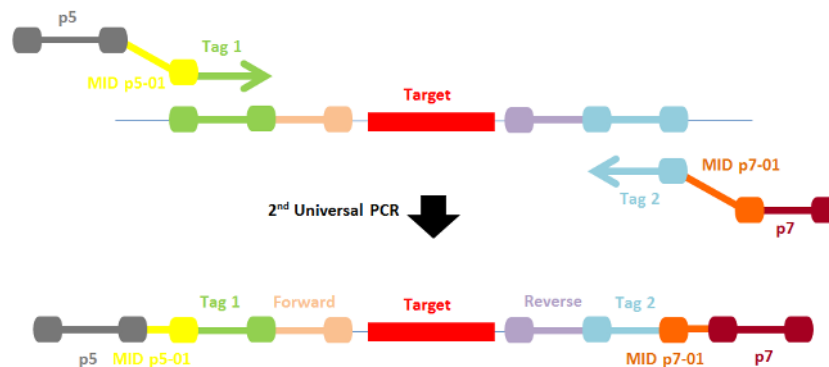 p5
Tag 1
MID p5-01
Target
MID p7-01
Tag 2
2nd Universal PCR
p7
Tag 1
Forward
Target
Reverse
Tag 2
p5
MID p5-01
MID p7-01
p7